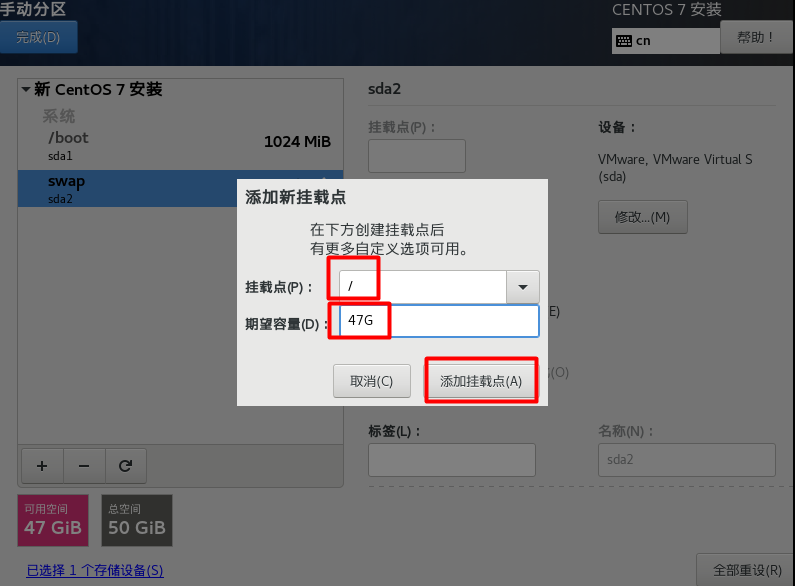 手动分区
CENTOS 7 安装
完成(D)
cn
帮助！
新 CentOS 7 安装
系统
/boot
1024 MiB
sda1
swap
sda2
sda2
挂载点(P)：
设备：
VMware, VMware Virtual S
(sda)
修改...(M)
添加新挂载点
在下方创建挂载点后
有更多自定义选项可用。
挂载点(P)：
/
期望容量(D)：
47G
取消(C)
添加挂载点(A)
E)
(O)
标签(L)：
名称(N)：
sda2
+
−
可用空间
47 GiB
总空间
50 GiB
已选择 1 个存储设备(S)
全部重设(R)